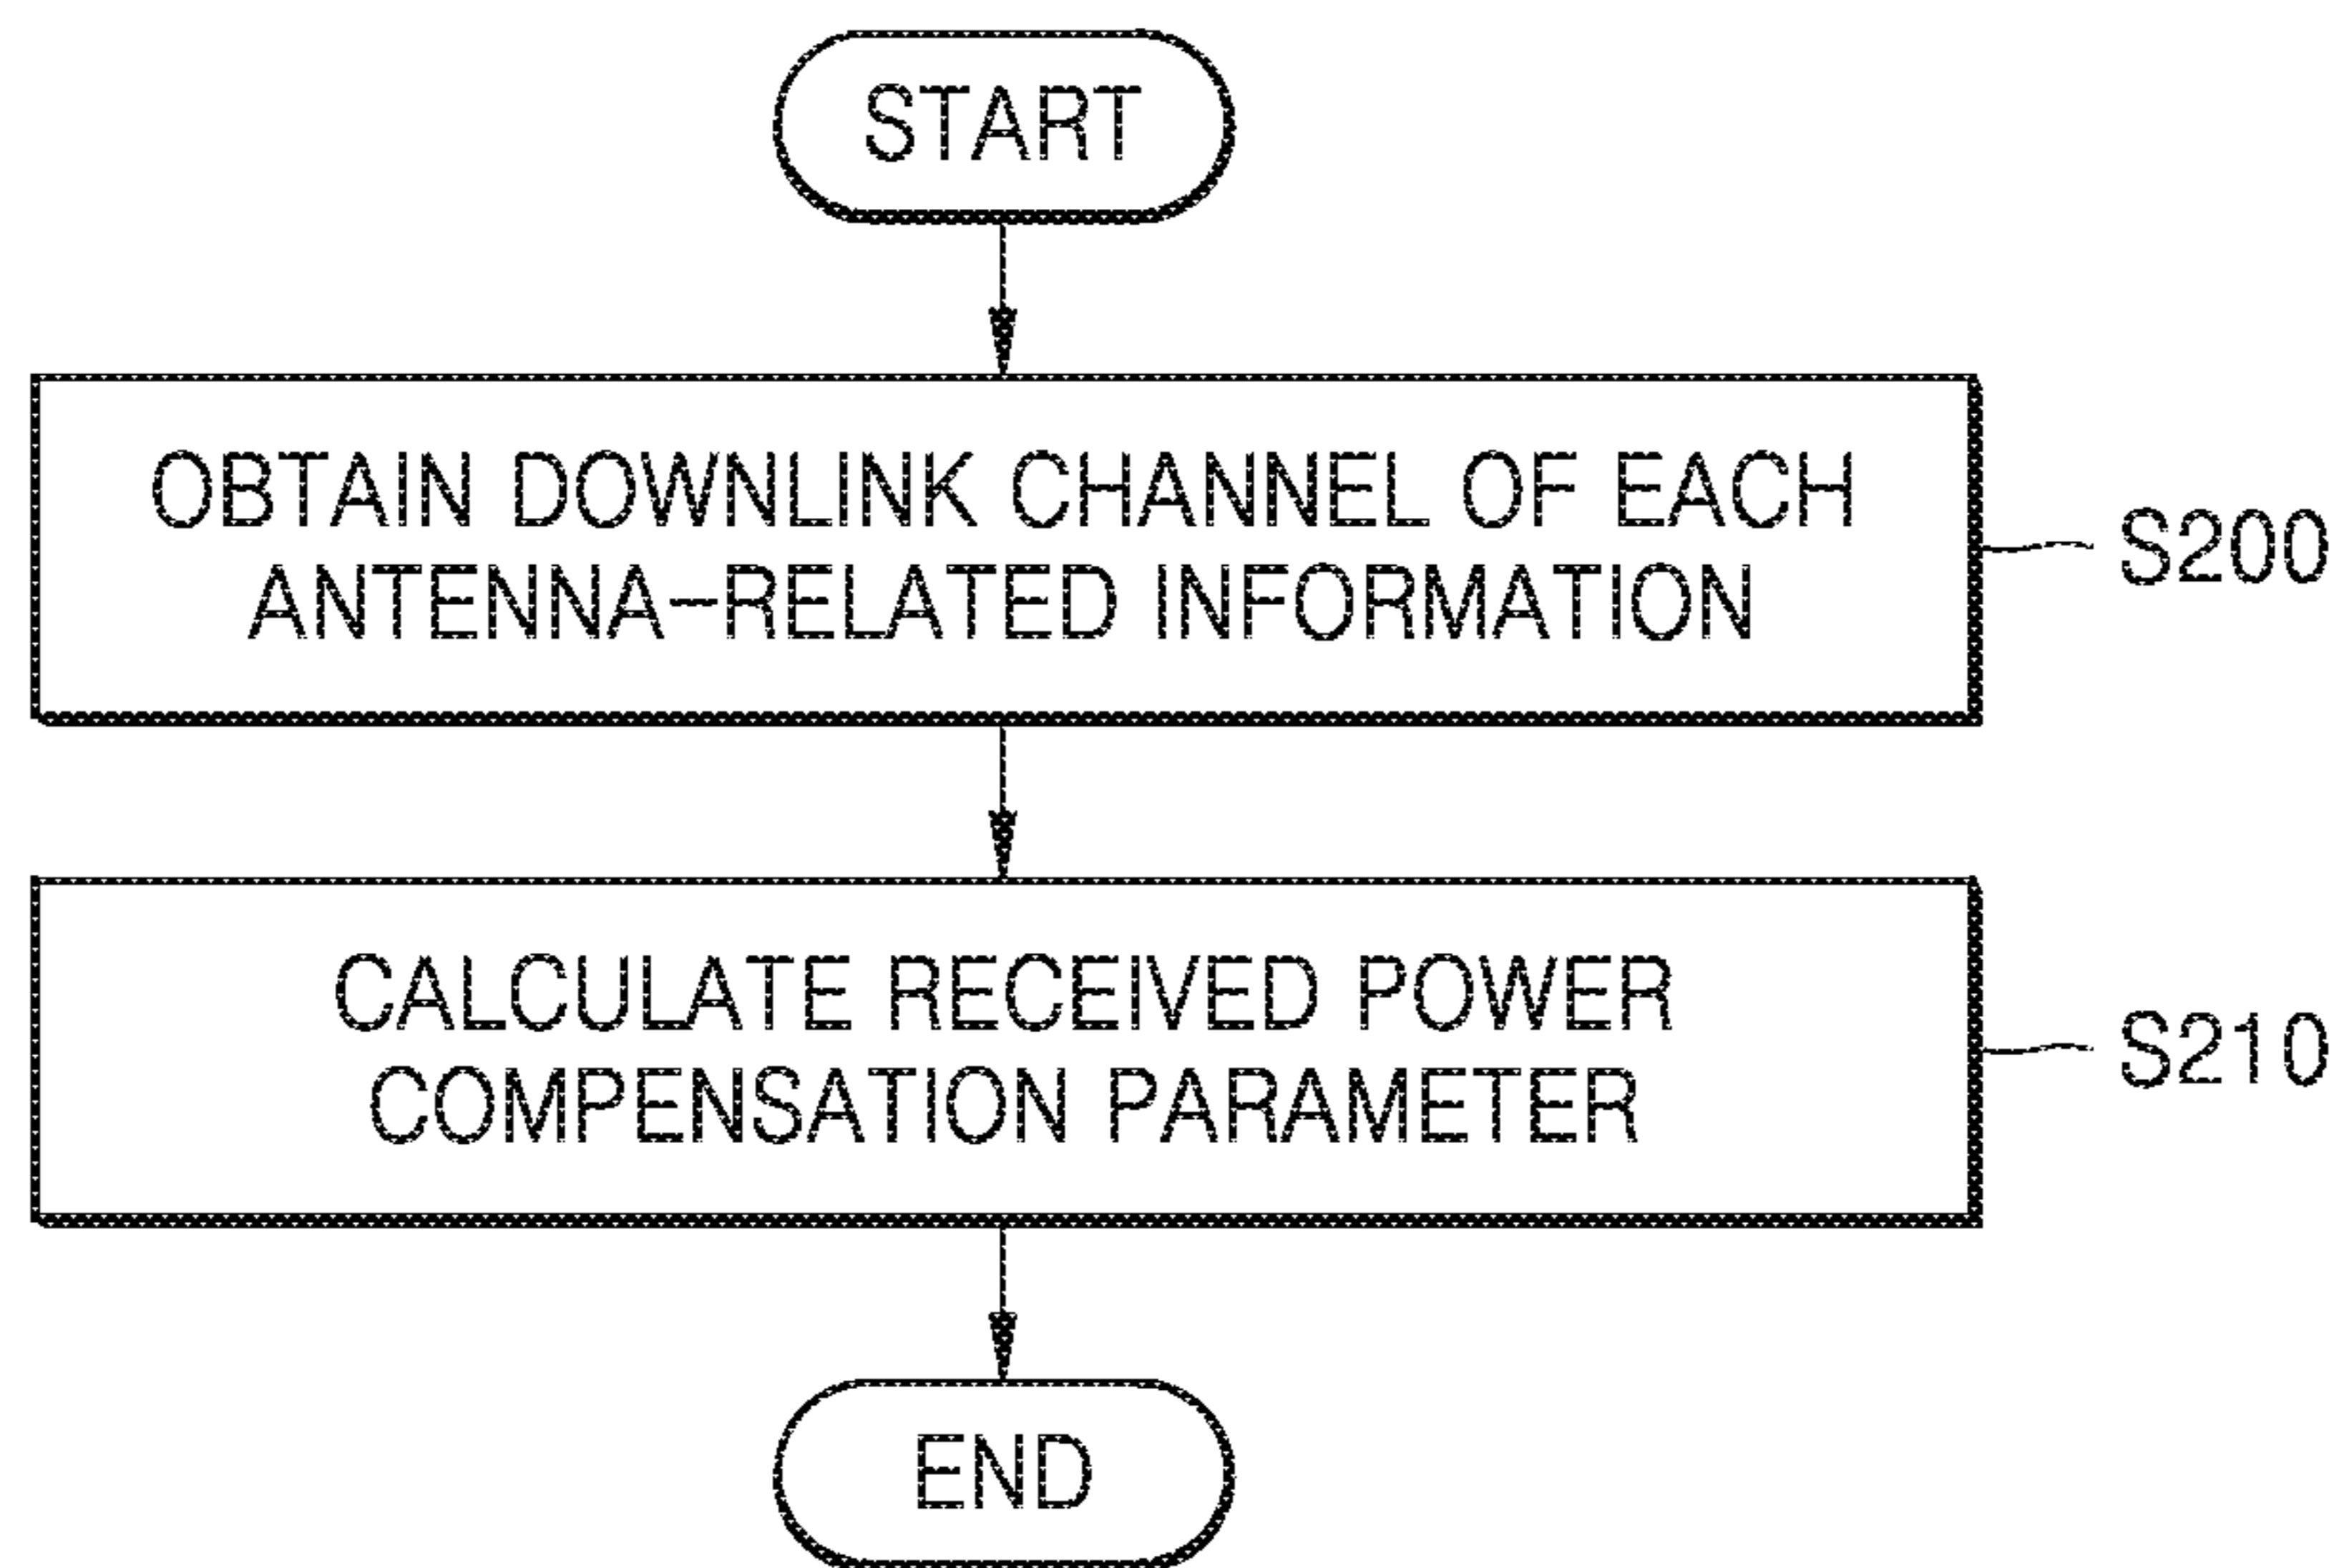 START
OBTAIN DOWNLINK CHANNEL OF EACH
ANTENNA-RELATED INFORMATION
S200
CALCULATE RECEIVED POWER
COMPENSATION PARAMETER
S210
END